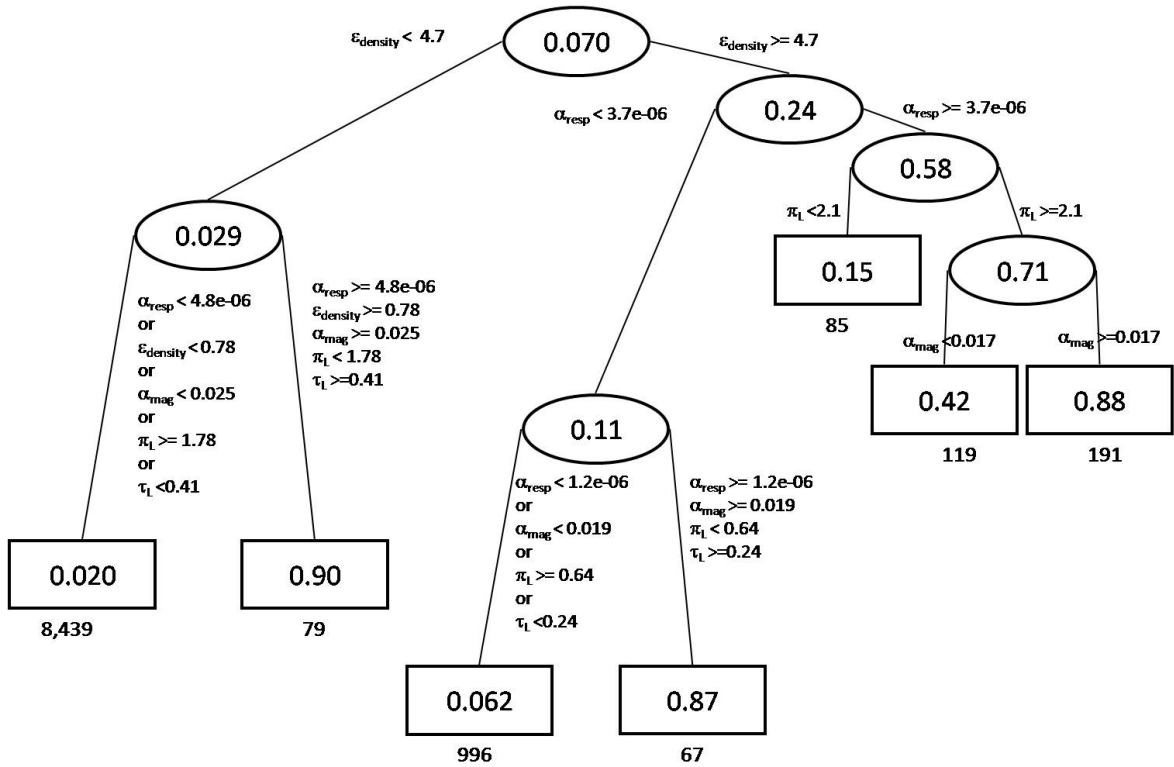 0.070
ε_density < 4.7
ε_density >= 4.7
0.24
α_resp < 3.7e-06
α_resp >= 3.7e-06
0.58
π_L <2.1
π_L >=2.1
0.029
0.15
85
0.71
α_mag <0.017
α_mag >=0.017
0.42
119
0.88
191
α_resp < 4.8e-06
or
ε_density < 0.78
or
α_mag < 0.025
or
π_L >= 1.78
or
τ_L <0.41
α_resp >= 4.8e-06
ε_density >= 0.78
α_mag >= 0.025
π_L < 1.78
τ_L >=0.41
0.020
8,439
0.90
79
0.11
α_resp < 1.2e-06
or
α_mag < 0.019
or
π_L >= 0.64
or
τ_L <0.24
α_resp >= 1.2e-06
α_mag >= 0.019
π_L < 0.64
τ_L >=0.24
0.062
996
0.87
67